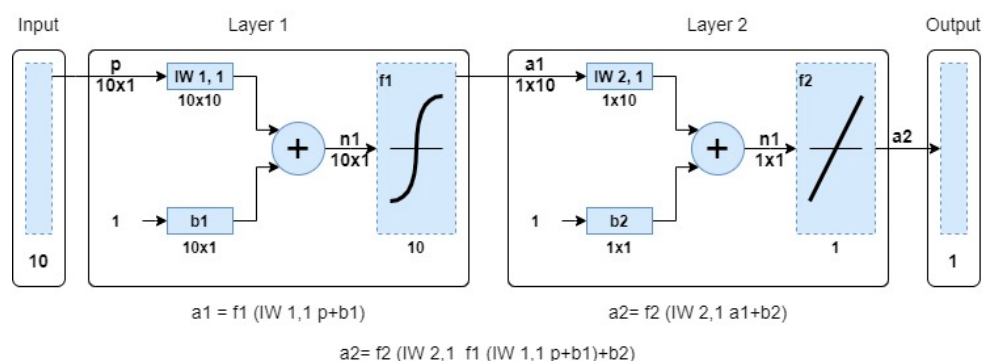 Input Layer 1 Layer 2 Output
p IW 1, 1 f1 a1 IW 2, 1 f2
10x1 10x10 1x10 1x10
+ n1 + n1 a2
10x1 1x1
1 b1 1 b2
10 10x1 10 1x1 1 1
a1 = f1 (IW 1,1 p+b1) a2= f2 (IW 2,1 a1+b2)
a2= f2 (IW 2,1 f1 (IW 1,1 p+b1)+b2)